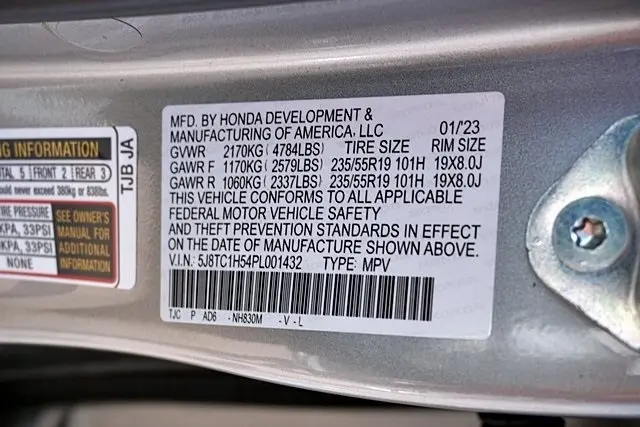 NG INFORMATION
TAL 5 FRONT 2 REAR 3
ould never exceed 380kg or 838lbs.
IRE PRESSURE
KPA, 33PSI
KPA, 33PSI
NONE
SEE OWNER'S
MANUAL FOR
ADDITIONAL
INFORMATION
TJB JA
MFD. BY HONDA DEVELOPMENT &
MANUFACTURING OF AMERICA, LLC 01/'23
GVWR 2170KG (4784LBS) TIRE SIZE RIM SIZE
GAWR F 1170KG (2579LBS) 235/55R19 101H 19X8.0J
GAWR R 1060KG (2337LBS) 235/55R19 101H 19X8.0J
THIS VEHICLE CONFORMS TO ALL APPLICABLE
FEDERAL MOTOR VEHICLE SAFETY
AND THEFT PREVENTION STANDARDS IN EFFECT
ON THE DATE OF MANUFACTURE SHOWN ABOVE.
V.I.N.: 5J8TC1H54PL001432 TYPE: MPV
TJC P AD6 -NH830M -V-L